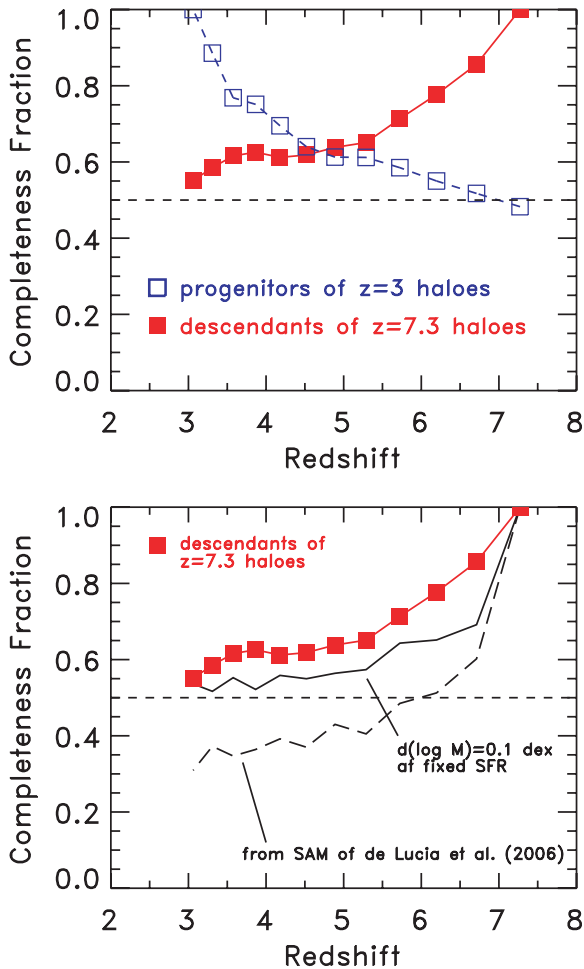 1.0
0.8
0.6
0.4
0.2
0.0
Completeness Fraction
progenitors of z=3 haloes
descendants of z=7.3 haloes
2 3 4 5 6 7 8
Redshift
1.0
0.8
0.6
0.4
0.2
0.0
Completeness Fraction
descendants of
z=7.3 haloes
d(log M)=0.1 dex
at fixed SFR
from SAM of de Lucia et al. (2006)
2 3 4 5 6 7 8
Redshift